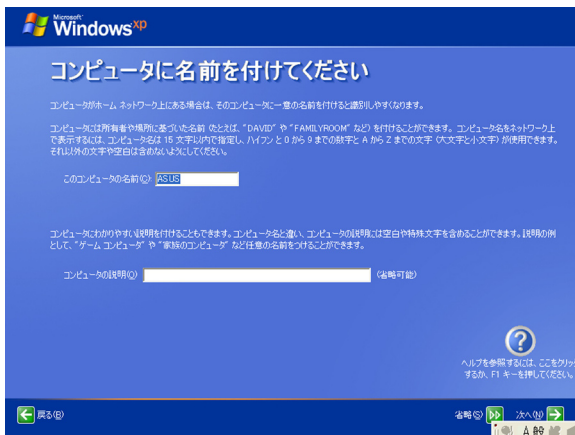 Microsoft
Windows xp
コンピュータに名前を付けてください
コンピュータがホーム ネットワーク上にある場合は、そのコンピュータに一意の名前を付けると識別しやすくなります。
コンピュータには所有者や場所に基づいた名前 (たとえば、"DAVID" や "FAMILYROOM" など) を付けることができます。コンピュータ名をネットワーク上
で表示するには、コンピュータ名は 15 文字以内で指定し、ハイフン と 0 から 9 までの数字と A から Z までの文字 (大文字と小文字) が使用できます。
それ以外の文字や空白は含めないようにしてください。
このコンピュータの名前(C): ASUS
コンピュータにわかりやすい説明を付けることもできます。コンピュータ名と違い、コンピュータの説明には空白や特殊文字を含めることができます。説明の例
として、"ゲーム コンピュータ" や "家族のコンピュータ" など任意の名前をつけることができます。
コンピュータの説明(O): (省略可能)
ヘルプを参照するには、ここをクリッ
するか、F1 キーを押してください。
戻る(B) 省略(S) 次へ(N)
A 般